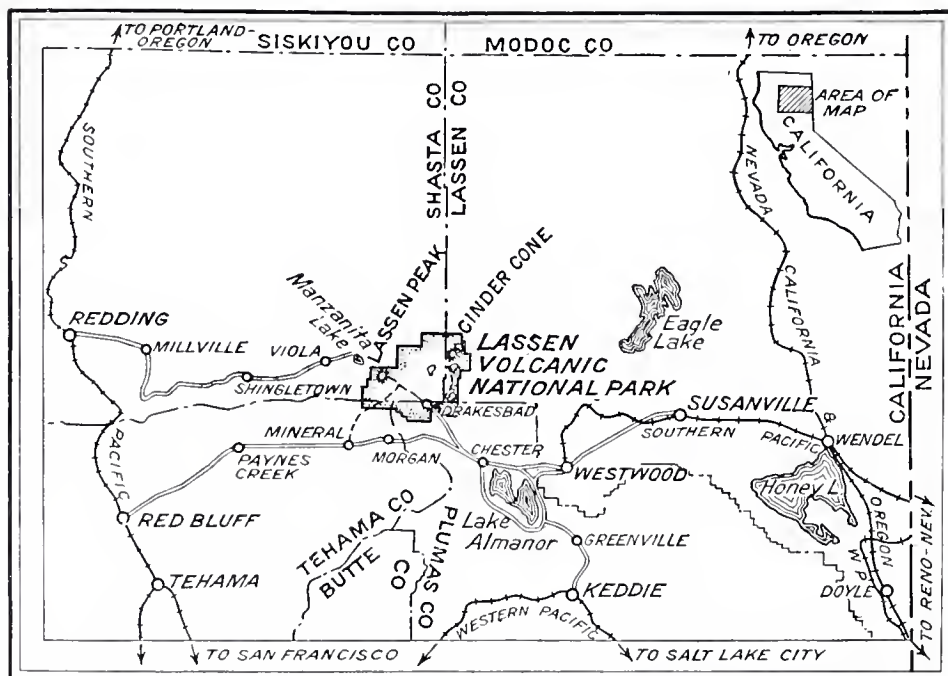 TO PORTLAND-
OREGON
SISKIYOU CO
MODOC CO
TO OREGON
AREA OF
MAP
CALIFORNIA
SOUTHERN
SHASTA CO
LASSEN CO
NEVADA
CALIFORNIA
&
OREGON
CALIFORNIA
NEVADA
LASSEN PEAK
CINDER CONE
Manzanita
Lake
Eagle
Lake
REDDING
MILLVILLE
VIOLA
SHINGLETOWN
LASSEN
VOLCANIC
NATIONAL PARK
DRAKESBAD
SUSANVILLE
SOUTHERN
PACIFIC
WENDEL
MINERAL
MORGAN
CHESTER
WESTWOOD
PAYNES
CREEK
PACIFIC
RED BLUFF
Honey L.
Lake
Almanor
GREENVILLE
TEHAMA CO
BUTTE
CO
PLUMAS CO
TEHAMA
KEDDIE
W P
DOYLE
WESTERN PACIFIC
TO RENO-NEV.
TO SAN FRANCISCO
TO SALT LAKE CITY